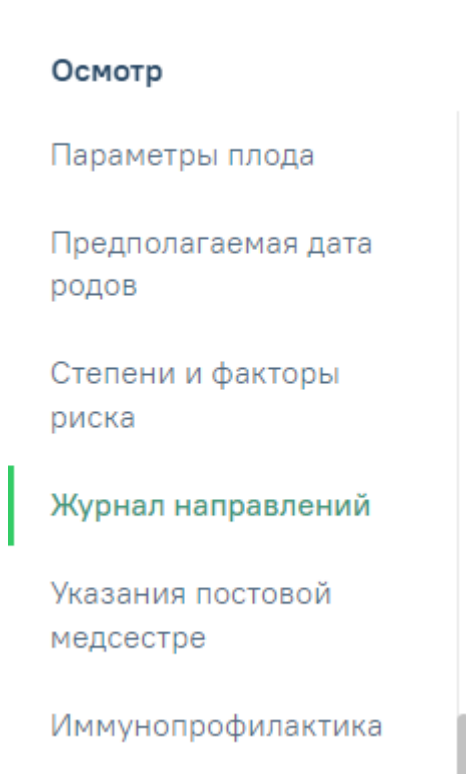 Осмотр
Параметры плода
Предполагаемая дата
родов
Степени и факторы
риска
Журнал направлений
Указания постовой
медсестре
Иммунопрофилактика